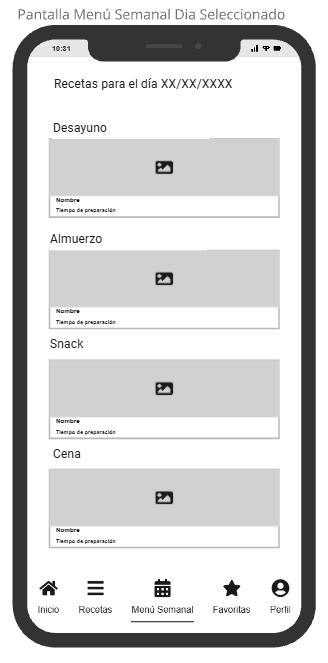 Pantalla Menú Semanal Dia Seleccionado
10:31
Recetas para el día XX/XX/XXXX
Desayuno
Nombre
Tiempo de preparación
Almuerzo
Nombre
Tiempo de preparación
Snack
Nombre
Tiempo de preparación
Cena
Nombre
Tiempo de preparación
Inicio Recetas Menú Semanal Favoritas Perfil